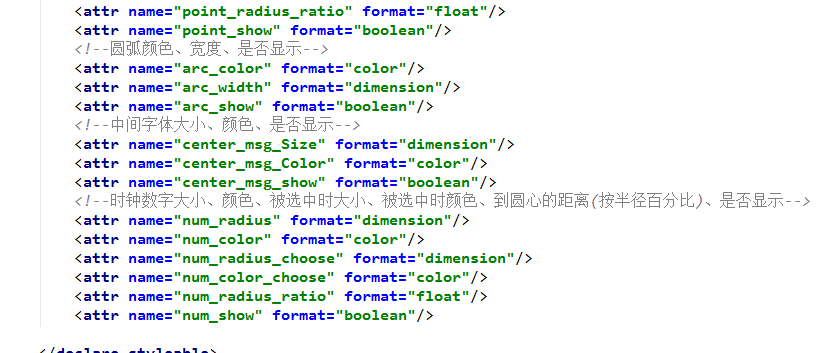 <attr name="point_radius_ratio" format="float"/>
<attr name="point_show" format="boolean"/>
<!--圆弧颜色、宽度、是否显示-->
<attr name="arc_color" format="color"/>
<attr name="arc_width" format="dimension"/>
<attr name="arc_show" format="boolean"/>
<!--中间字体大小、颜色、是否显示-->
<attr name="center_msg_Size" format="dimension"/>
<attr name="center_msg_Color" format="color"/>
<attr name="center_msg_show" format="boolean"/>
<!--时钟数字大小、颜色、被选中时大小、被选中时颜色、到圆心的距离(按半径百分比)、是否显示-->
<attr name="num_radius" format="dimension"/>
<attr name="num_color" format="color"/>
<attr name="num_radius_choose" format="dimension"/>
<attr name="num_color_choose" format="color"/>
<attr name="num_radius_ratio" format="float"/>
<attr name="num_show" format="boolean"/>
</declare-styleable>